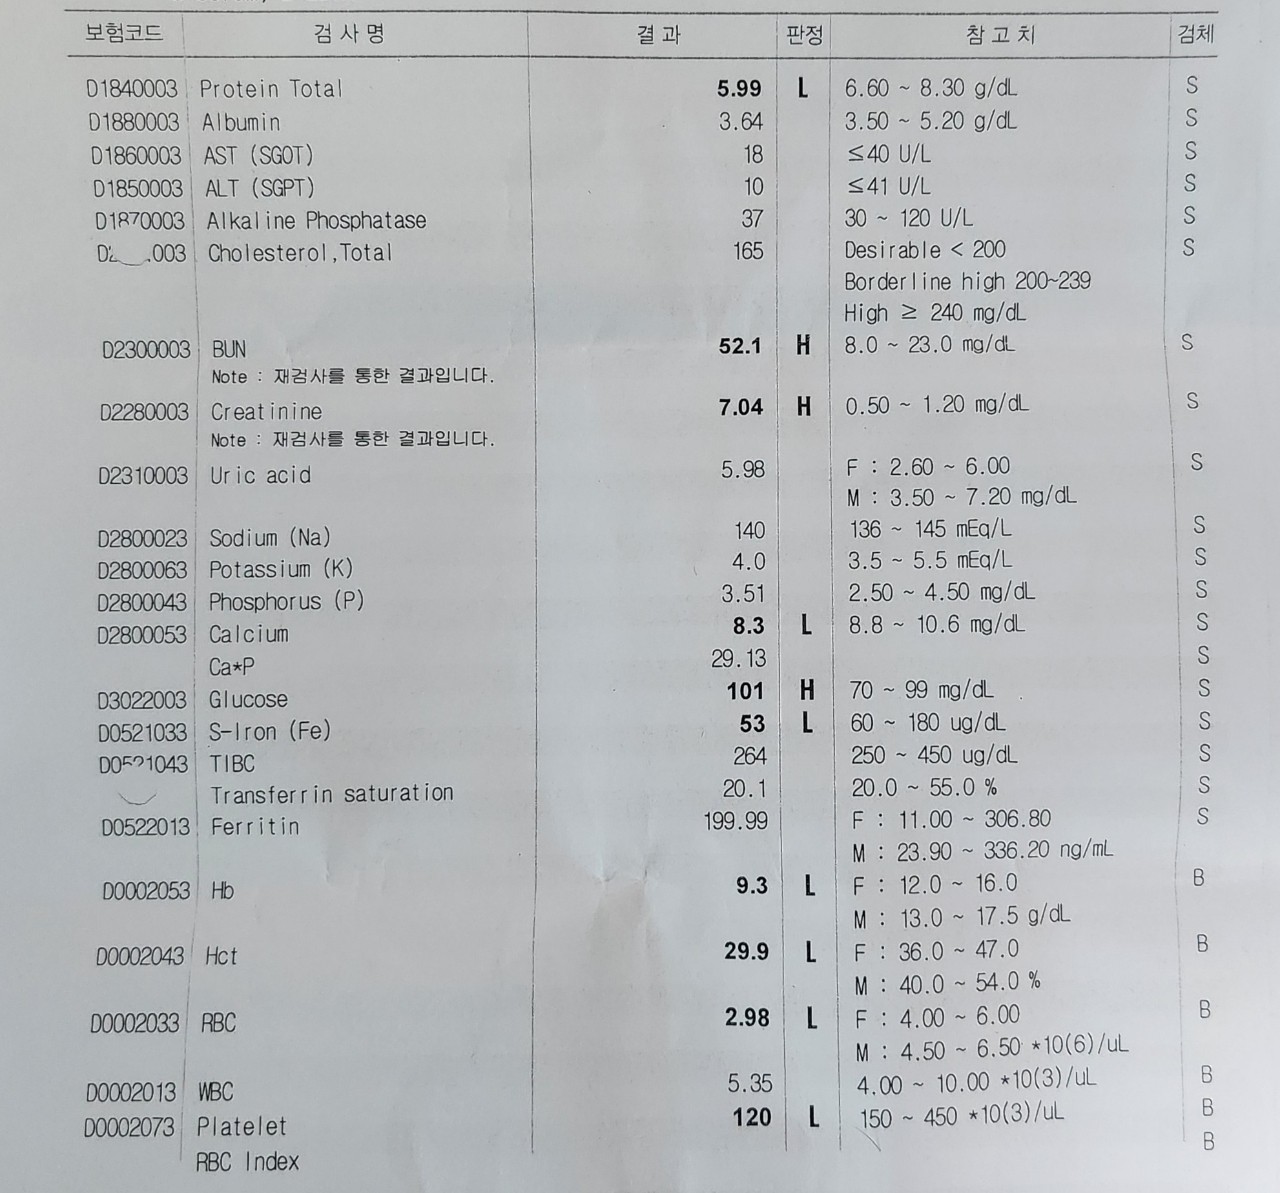 보험코드 검 사 명 결 과 판정 참 고 치 검체
D1840003 Protein Total 5.99 L 6.60 ~ 8.30 g/dL S
D1880003 Albumin 3.64 3.50 ~ 5.20 g/dL S
D1860003 AST (SGOT) 18 ≤40 U/L S
D1850003 ALT (SGPT) 10 ≤41 U/L S
D1870003 Alkaline Phosphatase 37 30 ~ 120 U/L S
003 Cholesterol,Total 165 Desirable < 200 S
Borderline high 200~239
High ≥ 240 mg/dL
D2300003 BUN 52.1 H 8.0 ~ 23.0 mg/dL S
Note : 재검사를 통한 결과입니다.
D2280003 Creatinine 7.04 H 0.50 ~ 1.20 mg/dL S
Note : 재검사를 통한 결과입니다.
D2310003 Uric acid 5.98 F : 2.60 ~ 6.00 S
M : 3.50 ~ 7.20 mg/dL
D2800023 Sodium (Na) 140 136 ~ 145 mEq/L S
D2800063 Potassium (K) 4.0 3.5 ~ 5.5 mEq/L S
D2800043 Phosphorus (P) 3.51 2.50 ~ 4.50 mg/dL S
D2800053 Calcium 8.3 L 8.8 ~ 10.6 mg/dL S
Ca*P 29.13 S
D3022003 Glucose 101 H 70 ~ 99 mg/dL S
D0521033 S-Iron (Fe) 53 L 60 ~ 180 ug/dL S
D0521043 TIBC 264 250 ~ 450 ug/dL S
Transferrin saturation 20.1 20.0 ~ 55.0 % S
D0522013 Ferritin 199.99 F : 11.00 ~ 306.80 S
M : 23.90 ~ 336.20 ng/mL
D0002053 Hb 9.3 L F : 12.0 ~ 16.0 B
M : 13.0 ~ 17.5 g/dL
D0002043 Hct 29.9 L F : 36.0 ~ 47.0 B
M : 40.0 ~ 54.0 %
D0002033 RBC 2.98 L F : 4.00 ~ 6.00 B
M : 4.50 ~ 6.50 *10(6)/uL
D0002013 WBC 5.35 4.00 ~ 10.00 *10(3)/uL B
D0002073 Platelet 120 L 150 ~ 450 *10(3)/uL B
RBC Index B